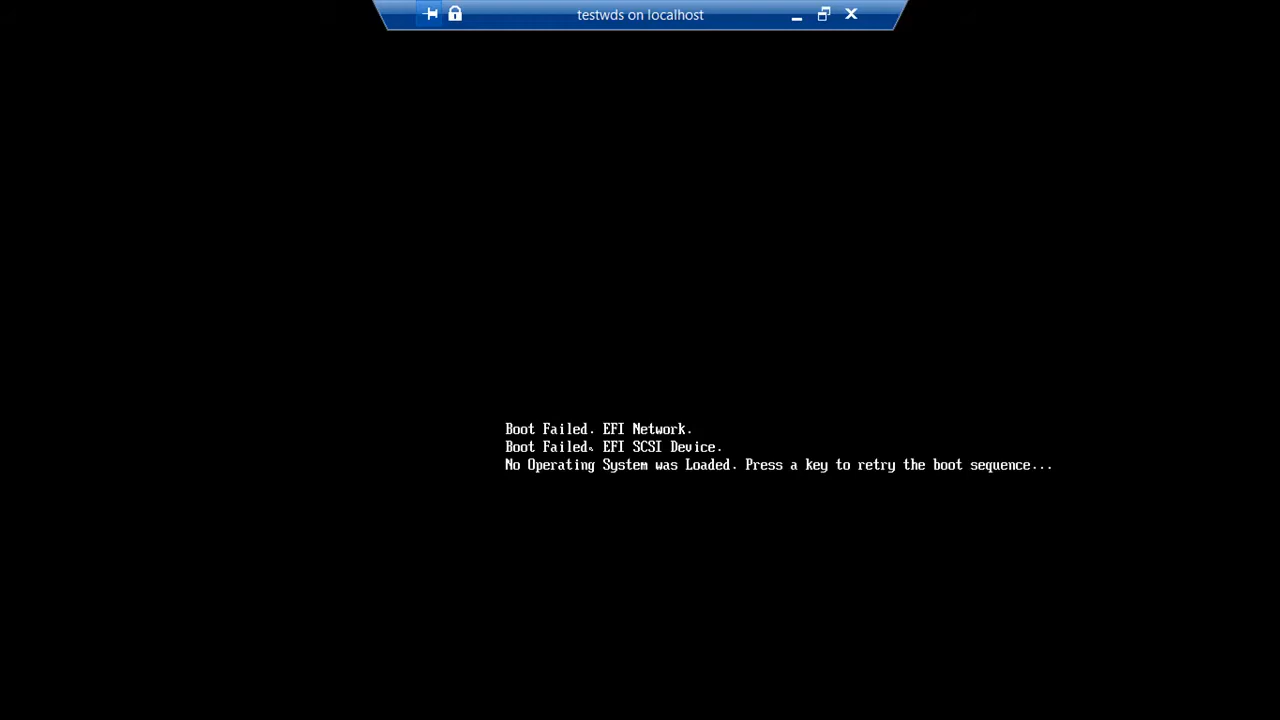 testwds on localhost
Boot Failed. EFI Network.
Boot Failed. EFI SCSI Device.
No Operating System was Loaded. Press a key to retry the boot sequence...